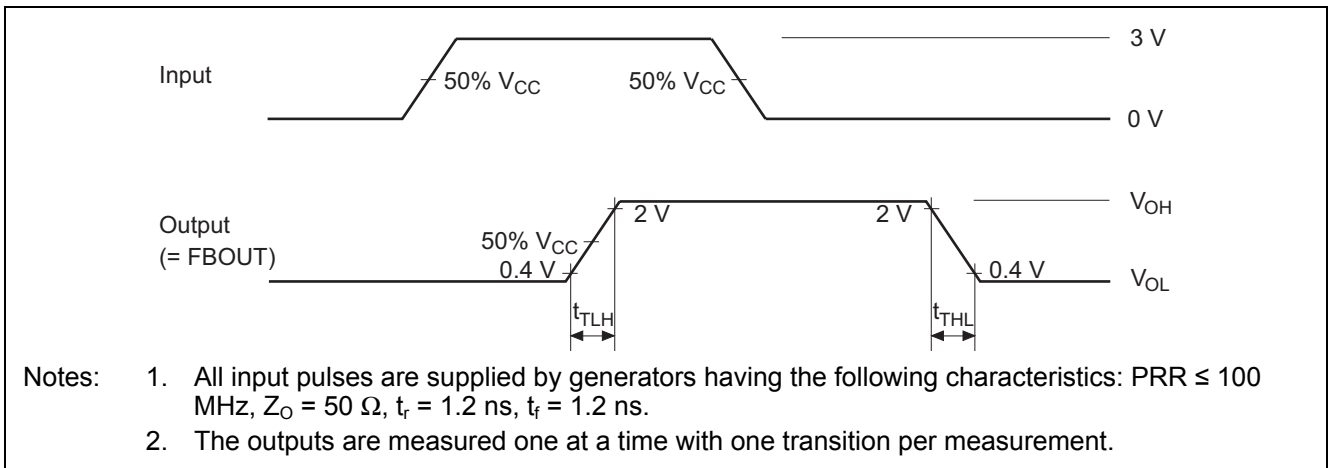 3 V
Input
50% VCC
50% VCC
0 V
Output
(= FBOUT)
2 V
2 V
VOH
50% VCC
0.4 V
0.4 V
VOL
tTLH
tTHL
Notes: 1. All input pulses are supplied by generators having the following characteristics: PRR ≤ 100
MHz, ZO = 50 Ω, tr = 1.2 ns, tf = 1.2 ns.
2. The outputs are measured one at a time with one transition per measurement.